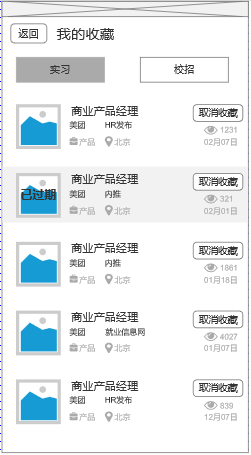 返回 我的收藏
实习 校招
商业产品经理 取消收藏
美团 HR发布 1231
产品 北京 02月07日
已过期 商业产品经理 取消收藏
美团 内推 321
产品 北京 02月01日
商业产品经理 取消收藏
美团 内推 1861
产品 北京 01月18日
商业产品经理 取消收藏
美团 就业信息网 4027
产品 北京 01月07日
商业产品经理 取消收藏
美团 HR发布 839
产品 北京 12月07日